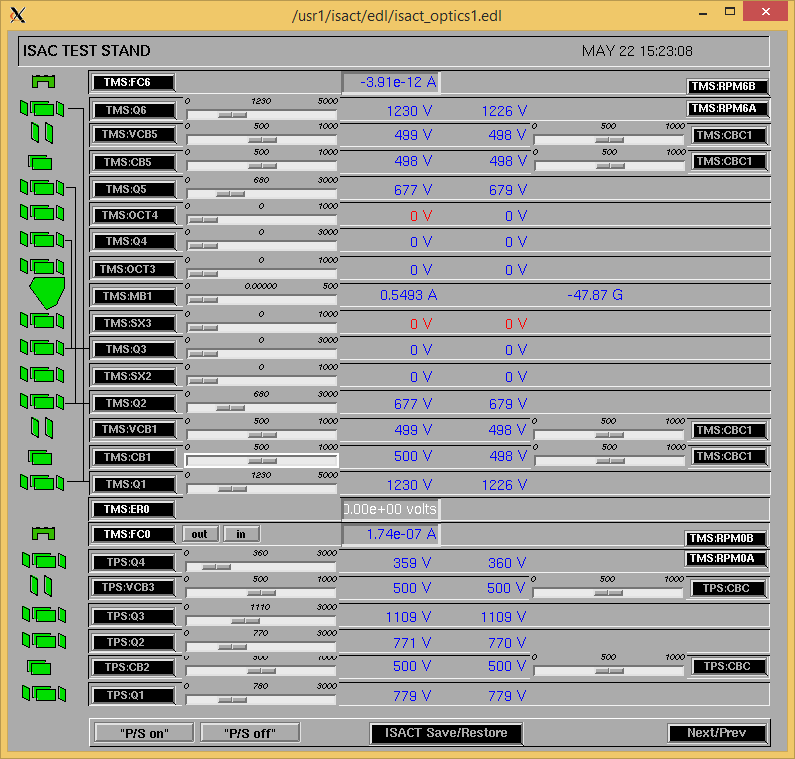 /usr1/isact/edl/isact_optics1.edl
ISAC TEST STAND MAY 22 15:23:08
TMS:FC6 -3.91e-12 A TMS:RPM6B
TMS:Q6 0 1230 5000 1230 V 1226 V TMS:RPM6A
TMS:VCB5 0 500 1000 499 V 498 V 0 500 1000 TMS:CBC1
TMS:CB5 0 500 1000 498 V 498 V 0 500 1000 TMS:CBC1
TMS:Q5 0 680 3000 677 V 679 V
TMS:OCT4 0 0 1000 0 V 0 V
TMS:Q4 0 0 3000 0 V 0 V
TMS:OCT3 0 0 1000 0 V 0 V
TMS:MB1 0 0.00000 500 0.5493 A -47.87 G
TMS:SX3 0 0 1000 0 V 0 V
TMS:Q3 0 0 3000 0 V 0 V
TMS:SX2 0 0 1000 0 V 0 V
TMS:Q2 0 680 3000 677 V 679 V
TMS:VCB1 0 500 1000 499 V 498 V 0 500 1000 TMS:CBC1
TMS:CB1 0 500 1000 500 V 498 V 0 500 1000 TMS:CBC1
TMS:Q1 0 1230 5000 1230 V 1226 V
TMS:ER0 0.00e+00 volts
TMS:FC0 out in 1.74e-07 A TMS:RPM0B
TPS:Q4 0 360 3000 359 V 360 V TMS:RPM0A
TPS:VCB3 0 500 1000 500 V 500 V 0 500 1000 TPS:CBC
TPS:Q3 0 1110 3000 1109 V 1109 V
TPS:Q2 0 770 3000 771 V 770 V
TPS:CB2 0 500 1000 500 V 500 V 0 500 1000 TPS:CBC
TPS:Q1 0 780 3000 779 V 779 V
"P/S on" "P/S off" ISACT Save/Restore Next/Prev